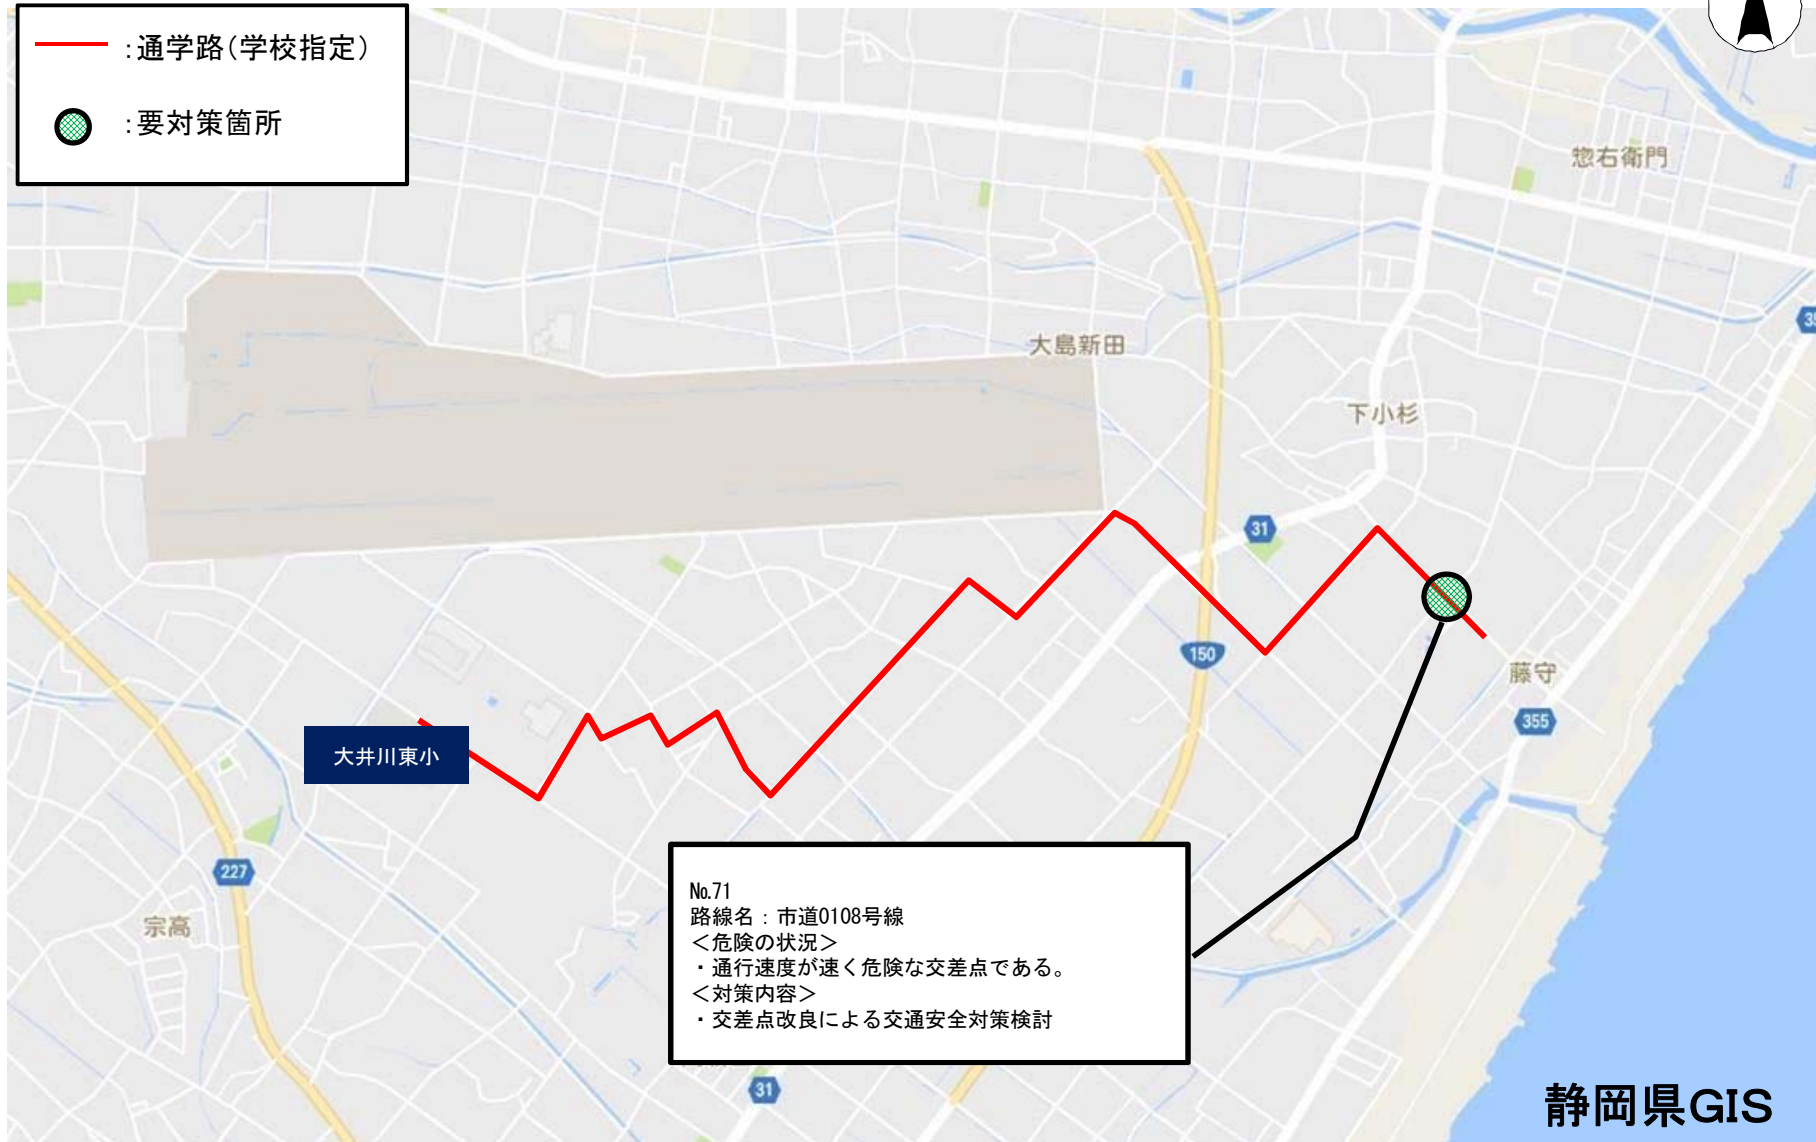 :通学路(学校指定)
:要対策箇所
惣右衛門
35
大島新田
下小杉
31
150
藤守
355
大井川東小
227
宗高
No.71
路線名：市道0108号線
＜危険の状況＞
・通行速度が速く危険な交差点である。
＜対策内容＞
・交差点改良による交通安全対策検討
31
静岡県GIS